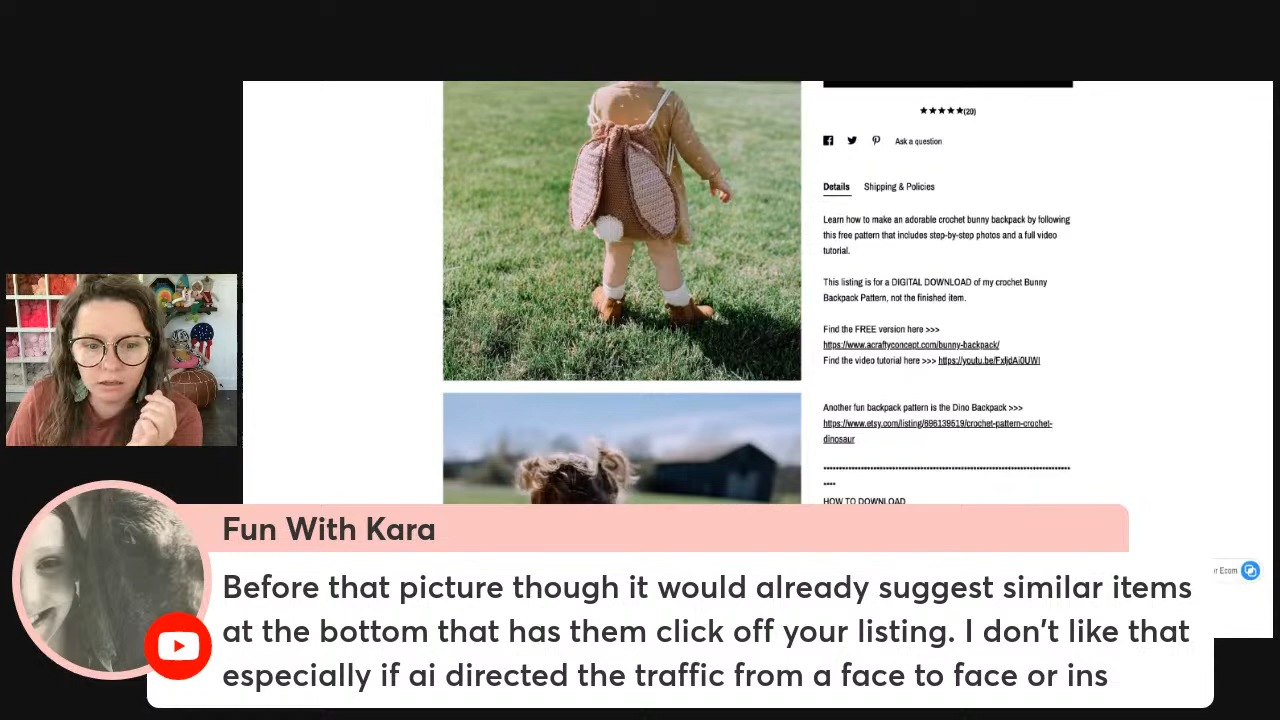 ★★★★★(20)
Ask a question
Details Shipping & Policies
Learn how to make an adorable crochet bunny backpack by following
this free pattern that includes step-by-step photos and a full video
tutorial.
This listing is for a DIGITAL DOWNLOAD of my crochet Bunny
Backpack Pattern, not the finished item.
Find the FREE version here >>>
https://www.acraftyconcept.com/bunny-backpack/
Find the video tutorial here >>> https://youtu.be/FxljdAi0UWI
Another fun backpack pattern is the Dino Backpack >>>
https://www.etsy.com/listing/696139519/crochet-pattern-crochet-
dinosaur
HOW TO DOWNLOAD
Ecom
Fun With Kara
Before that picture though it would already suggest similar items
at the bottom that has them click off your listing. I don't like that
especially if ai directed the traffic from a face to face or ins